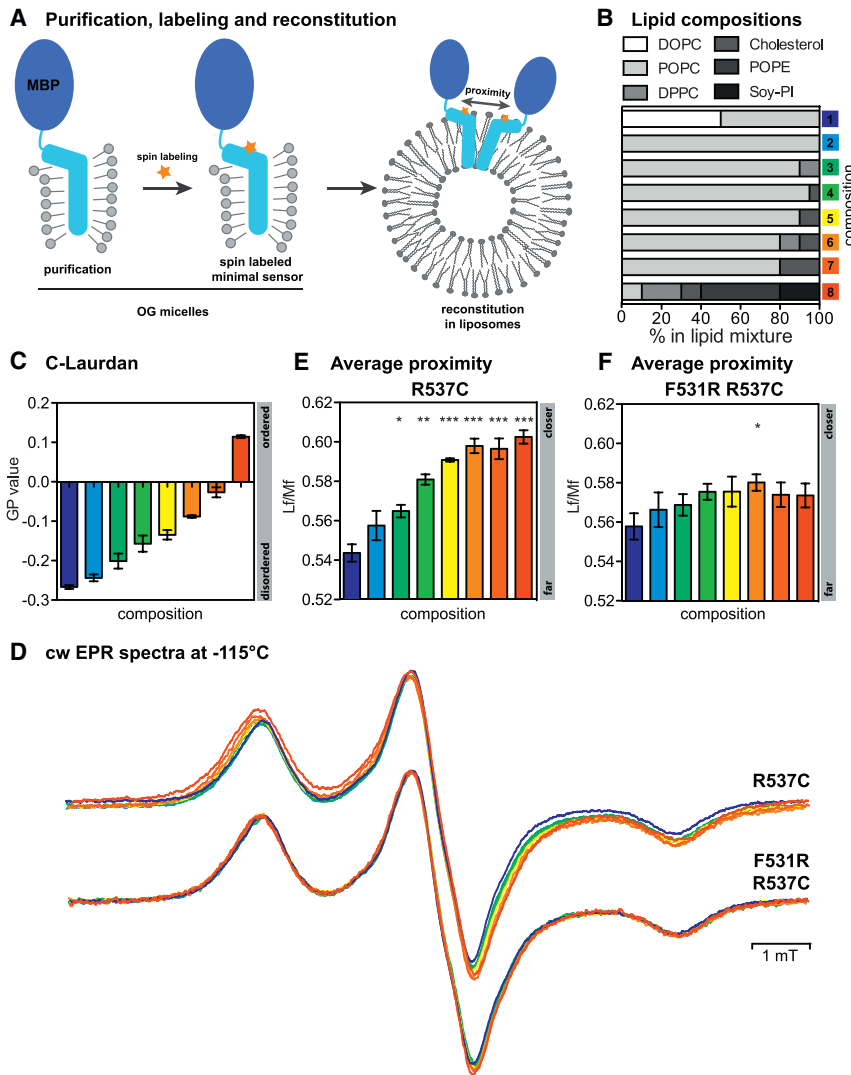 A Purification, labeling and reconstitution
MBP
spin labeling
proximity
purification
spin labeled
minimal sensor
OG micelles
reconstitution
in liposomes
B Lipid compositions
DOPC Cholesterol
POPC POPE
DPPC Soy-PI
1
2
3
4
5
6
7
8
composition
0 20 40 60 80 100
% in lipid mixture
C C-Laurdan
0.2
0.1
0.0
-0.1
-0.2
-0.3
GP value
ordered
disordered
composition
E Average proximity
R537C
0.62
0.60
0.58
0.56
0.54
0.52
Lf/Mf
* ** *** *** *** ***
closer
far
composition
F Average proximity
F531R R537C
0.62
0.60
0.58
0.56
0.54
0.52
Lf/Mf
*
closer
far
composition
D cw EPR spectra at -115°C
R537C
F531R
R537C
1 mT